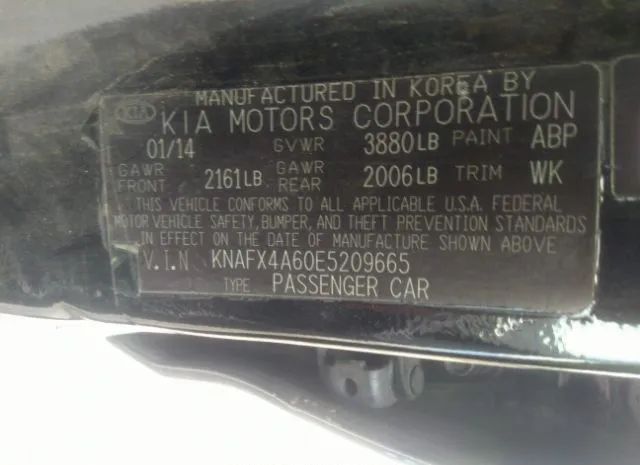 MANUFACTURED IN KOREA BY
KIA KIA MOTORS CORPORATION
01/14 GVWR 3880LB PAINT ABP
GAWR FRONT 2161LB GAWR REAR 2006LB TRIM WK
THIS VEHICLE CONFORMS TO ALL APPLICABLE U.S.A. FEDERAL
MOTOR VEHICLE SAFETY, BUMPER, AND THEFT PREVENTION STANDARDS
IN EFFECT ON THE DATE OF MANUFACTURE SHOWN ABOVE
V.I.N KNAFX4A60E5209665
TYPE PASSENGER CAR